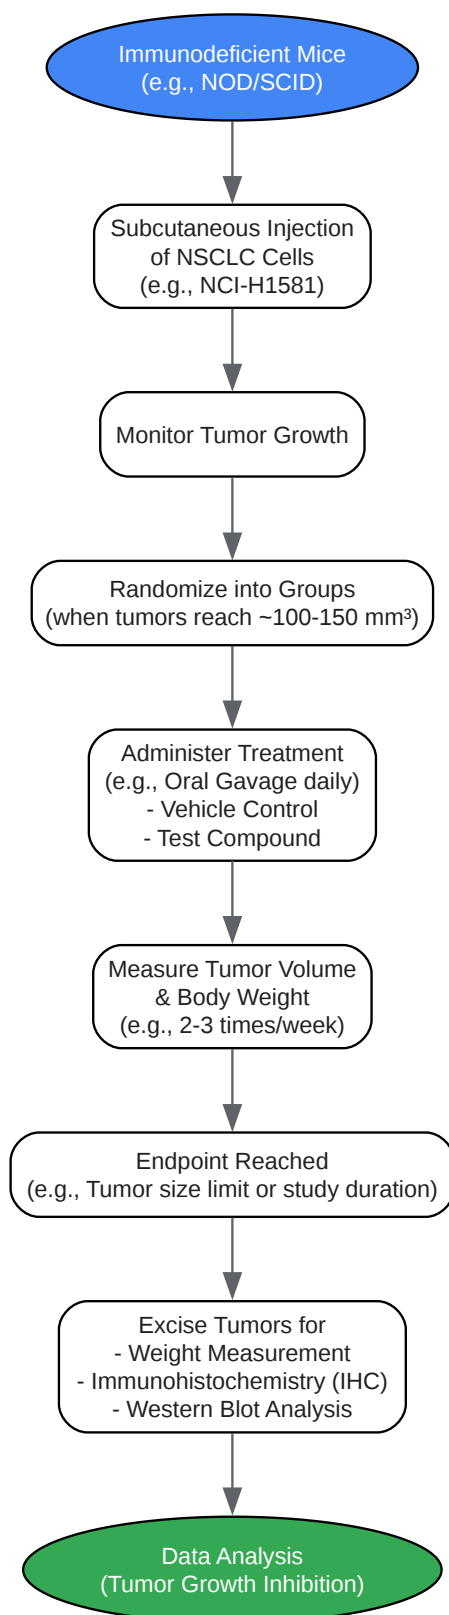 Immunodeficient Mice
(e.g., NOD/SCID)
Subcutaneous Injection
of NSCLC Cells
(e.g., NCI-H1581)
Monitor Tumor Growth
Randomize into Groups
(when tumors reach ~100-150 mm³)
Administer Treatment
(e.g., Oral Gavage daily)
- Vehicle Control
- Test Compound
Measure Tumor Volume
& Body Weight
(e.g., 2-3 times/week)
Endpoint Reached
(e.g., Tumor size limit or study duration)
Excise Tumors for
- Weight Measurement
- Immunohistochemistry (IHC)
- Western Blot Analysis
Data Analysis
(Tumor Growth Inhibition)